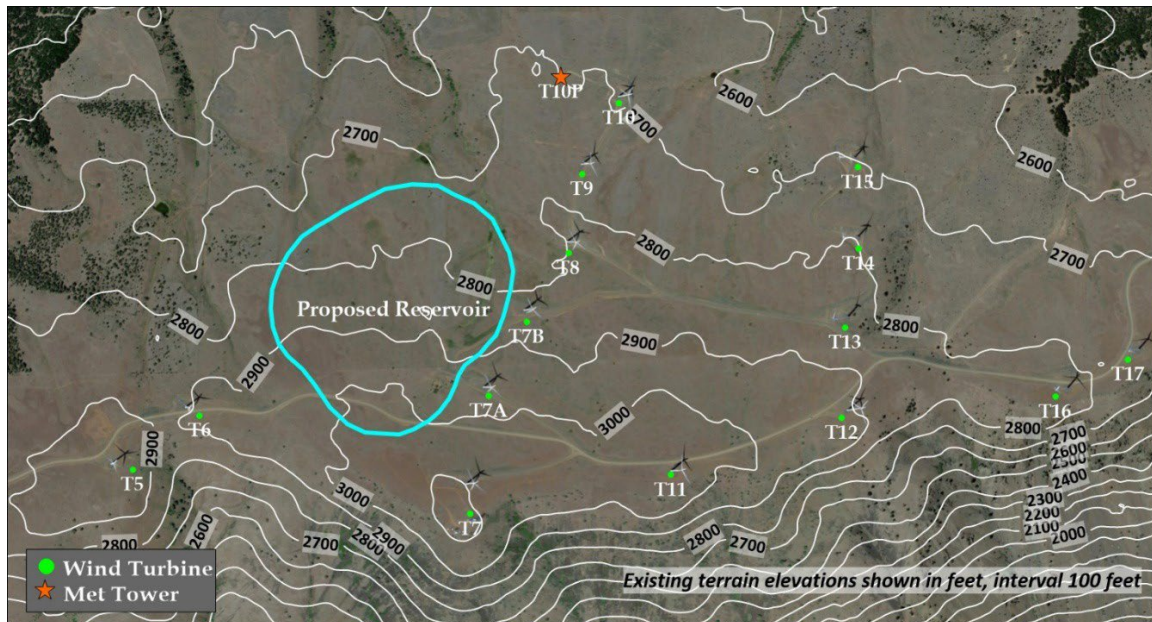 2600
T10P
T10
2700
2700
2600
T9
T15
2800
2700
T8
T14
2800
2800
Proposed Reservoir
T7B
2800
T13
2900
2900
T17
T7A
T16
3000
2800
T6
T12
2700
2600
2900
2500
T5
2400
T11
3000
2300
T7
2200
2600
2900
2800
2100
2800
2700
2800
2700
2000
Wind Turbine
Met Tower
Existing terrain elevations shown in feet, interval 100 feet